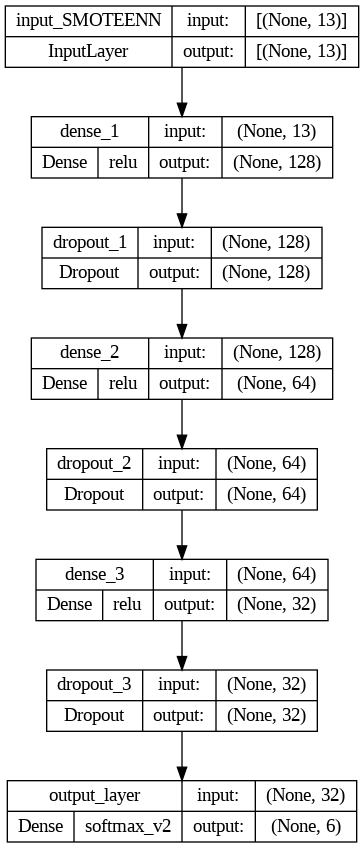 input_SMOTEENN input: [(None, 13)]
InputLayer output: [(None, 13)]
dense_1 input: (None, 13)
Dense relu output: (None, 128)
dropout_1 input: (None, 128)
Dropout output: (None, 128)
dense_2 input: (None, 128)
Dense relu output: (None, 64)
dropout_2 input: (None, 64)
Dropout output: (None, 64)
dense_3 input: (None, 64)
Dense relu output: (None, 32)
dropout_3 input: (None, 32)
Dropout output: (None, 32)
output_layer input: (None, 32)
Dense softmax_v2 output: (None, 6)